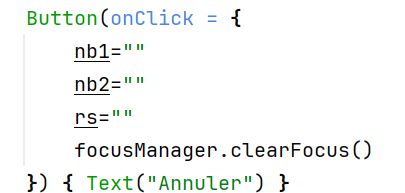 Button(onClick = {
    nb1=""
    nb2=""
    rs=""
    focusManager.clearFocus()
}) { Text("Annuler") }